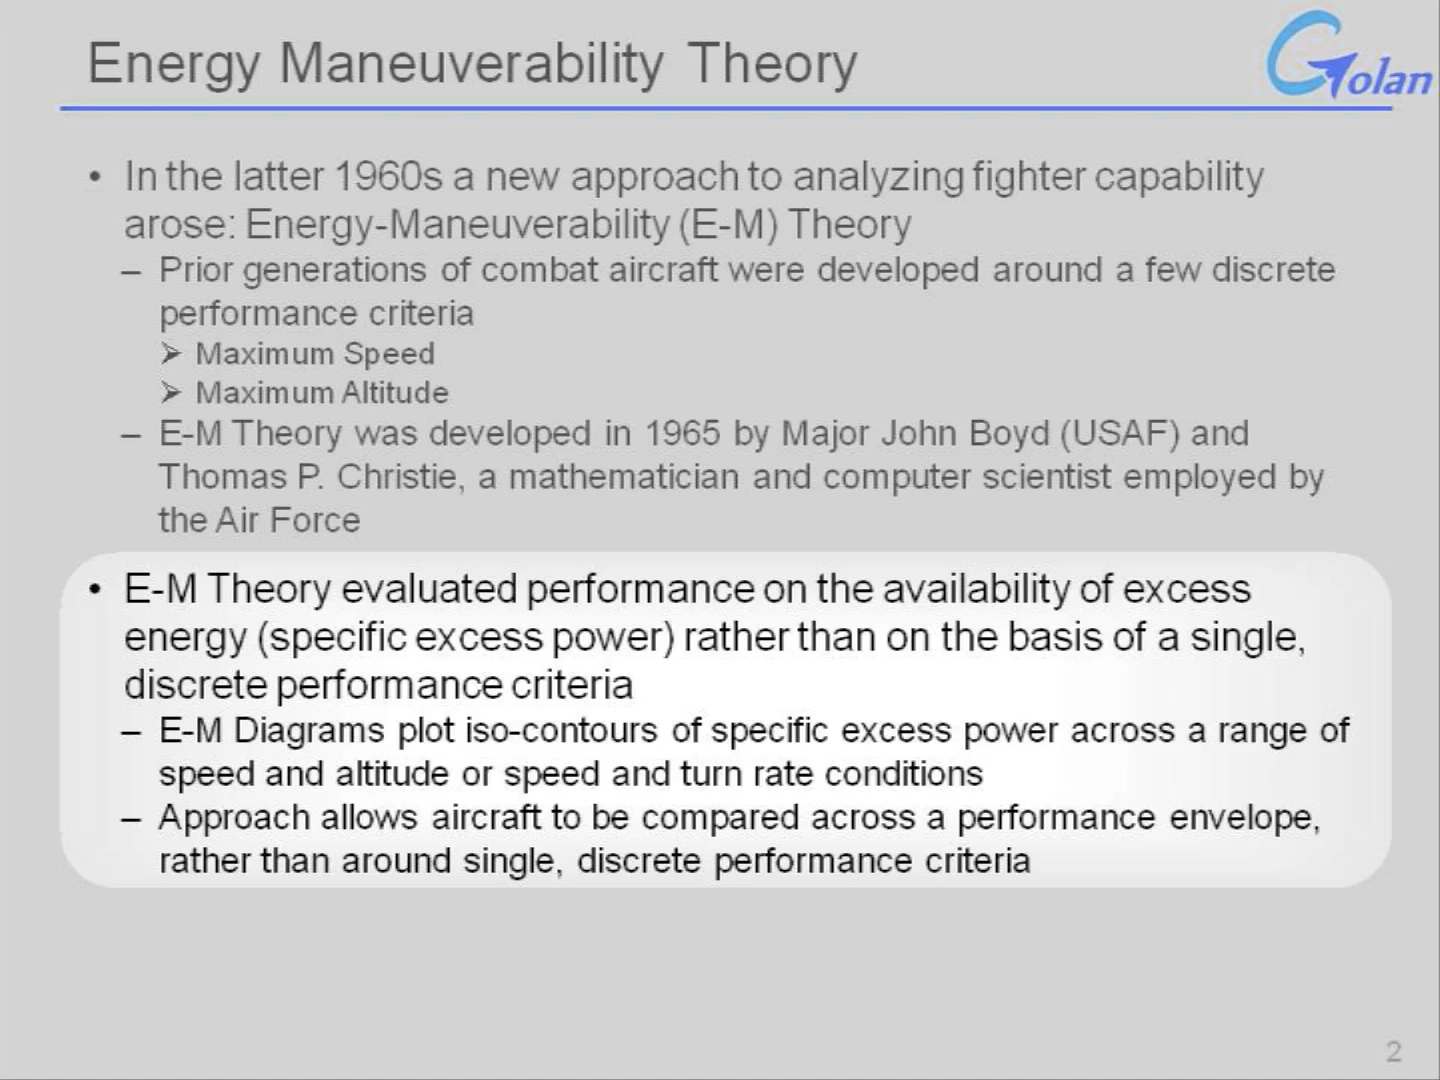 Energy Maneuverability Theory
Golan
• In the latter 1960s a new approach to analyzing fighter capability
arose: Energy-Maneuverability (E-M) Theory
– Prior generations of combat aircraft were developed around a few discrete
performance criteria
➢ Maximum Speed
➢ Maximum Altitude
– E-M Theory was developed in 1965 by Major John Boyd (USAF) and
Thomas P. Christie, a mathematician and computer scientist employed by
the Air Force
• E-M Theory evaluated performance on the availability of excess
energy (specific excess power) rather than on the basis of a single,
discrete performance criteria
– E-M Diagrams plot iso-contours of specific excess power across a range of
speed and altitude or speed and turn rate conditions
– Approach allows aircraft to be compared across a performance envelope,
rather than around single, discrete performance criteria
2